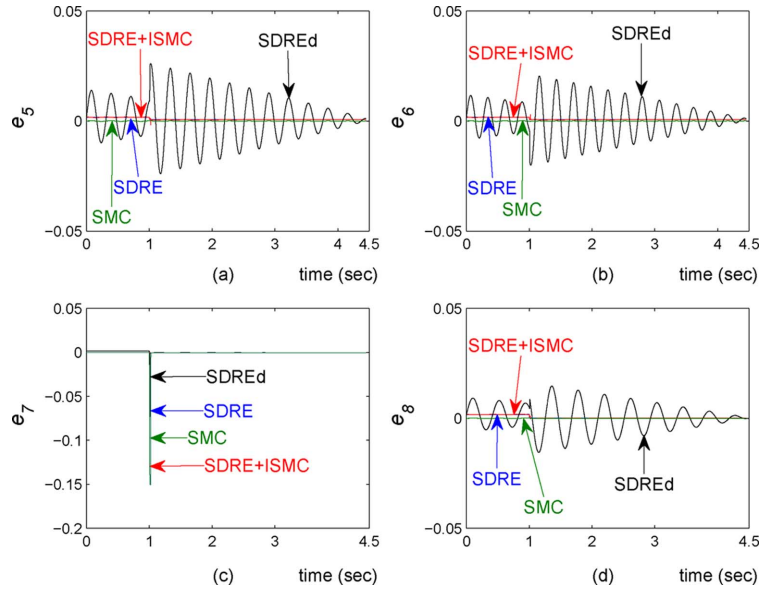 0.05
0
−0.05
e5
SDRE+ISMC
SDREd
SDRE
SMC
0 1 2 3 4 4.5
(a) time (sec)
0.05
0
−0.05
e6
SDRE+ISMC
SDREd
SDRE
SMC
0 1 2 3 4 4.5
(b) time (sec)
0.05
0
−0.05
−0.1
−0.15
−0.2
e7
SDREd
SDRE
SMC
SDRE+ISMC
0 1 2 3 4 4.5
(c) time (sec)
0.05
0
−0.05
e8
SDRE+ISMC
SDRE
SMC
SDREd
0 1 2 3 4 4.5
(d) time (sec)